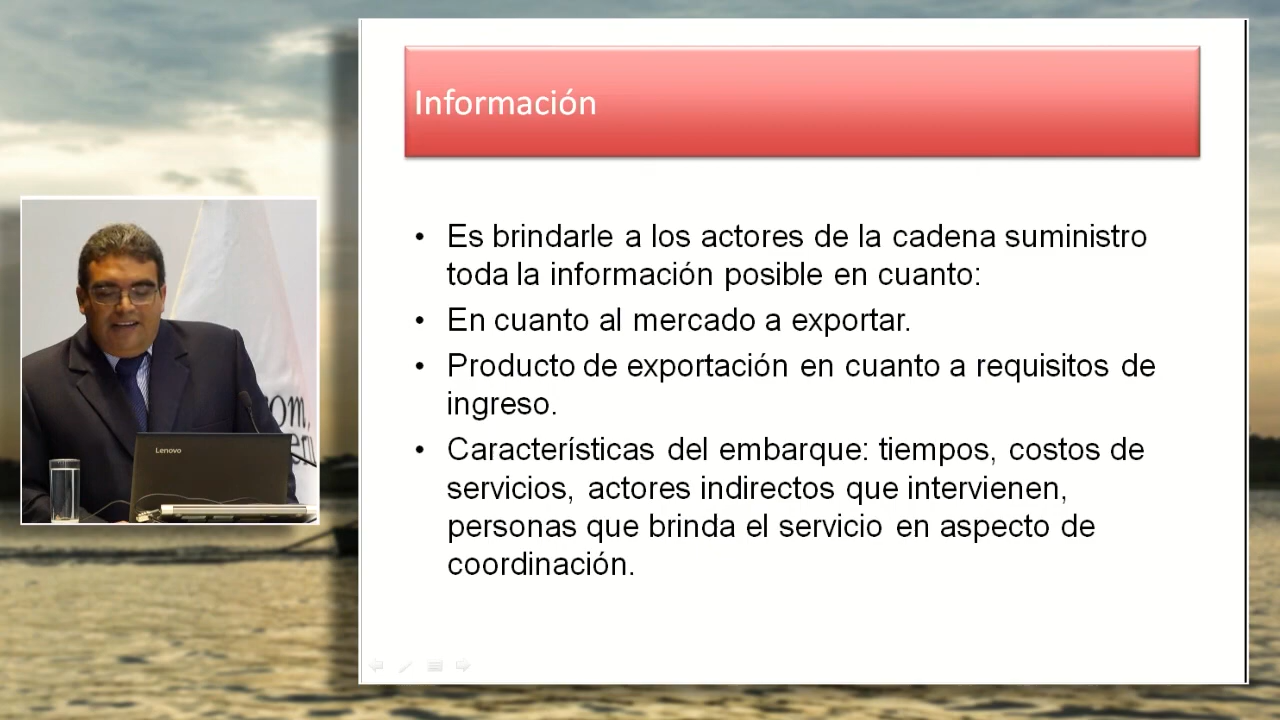 Información
• Es brindarle a los actores de la cadena suministro
toda la información posible en cuanto:
• En cuanto al mercado a exportar.
• Producto de exportación en cuanto a requisitos de
ingreso.
• Características del embarque: tiempos, costos de
servicios, actores indirectos que intervienen,
personas que brinda el servicio en aspecto de
coordinación.
Lenovo